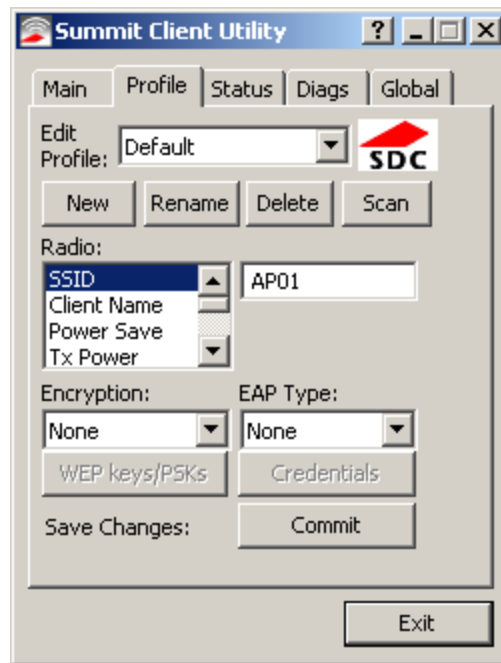 Summit Client Utility
Main Profile Status Diags Global
Edit Profile: Default
SDC
New Rename Delete Scan
Radio:
SSID AP01
Client Name
Power Save
Tx Power
Encryption: EAP Type:
None None
WEP keys/PSKs Credentials
Save Changes: Commit
Exit